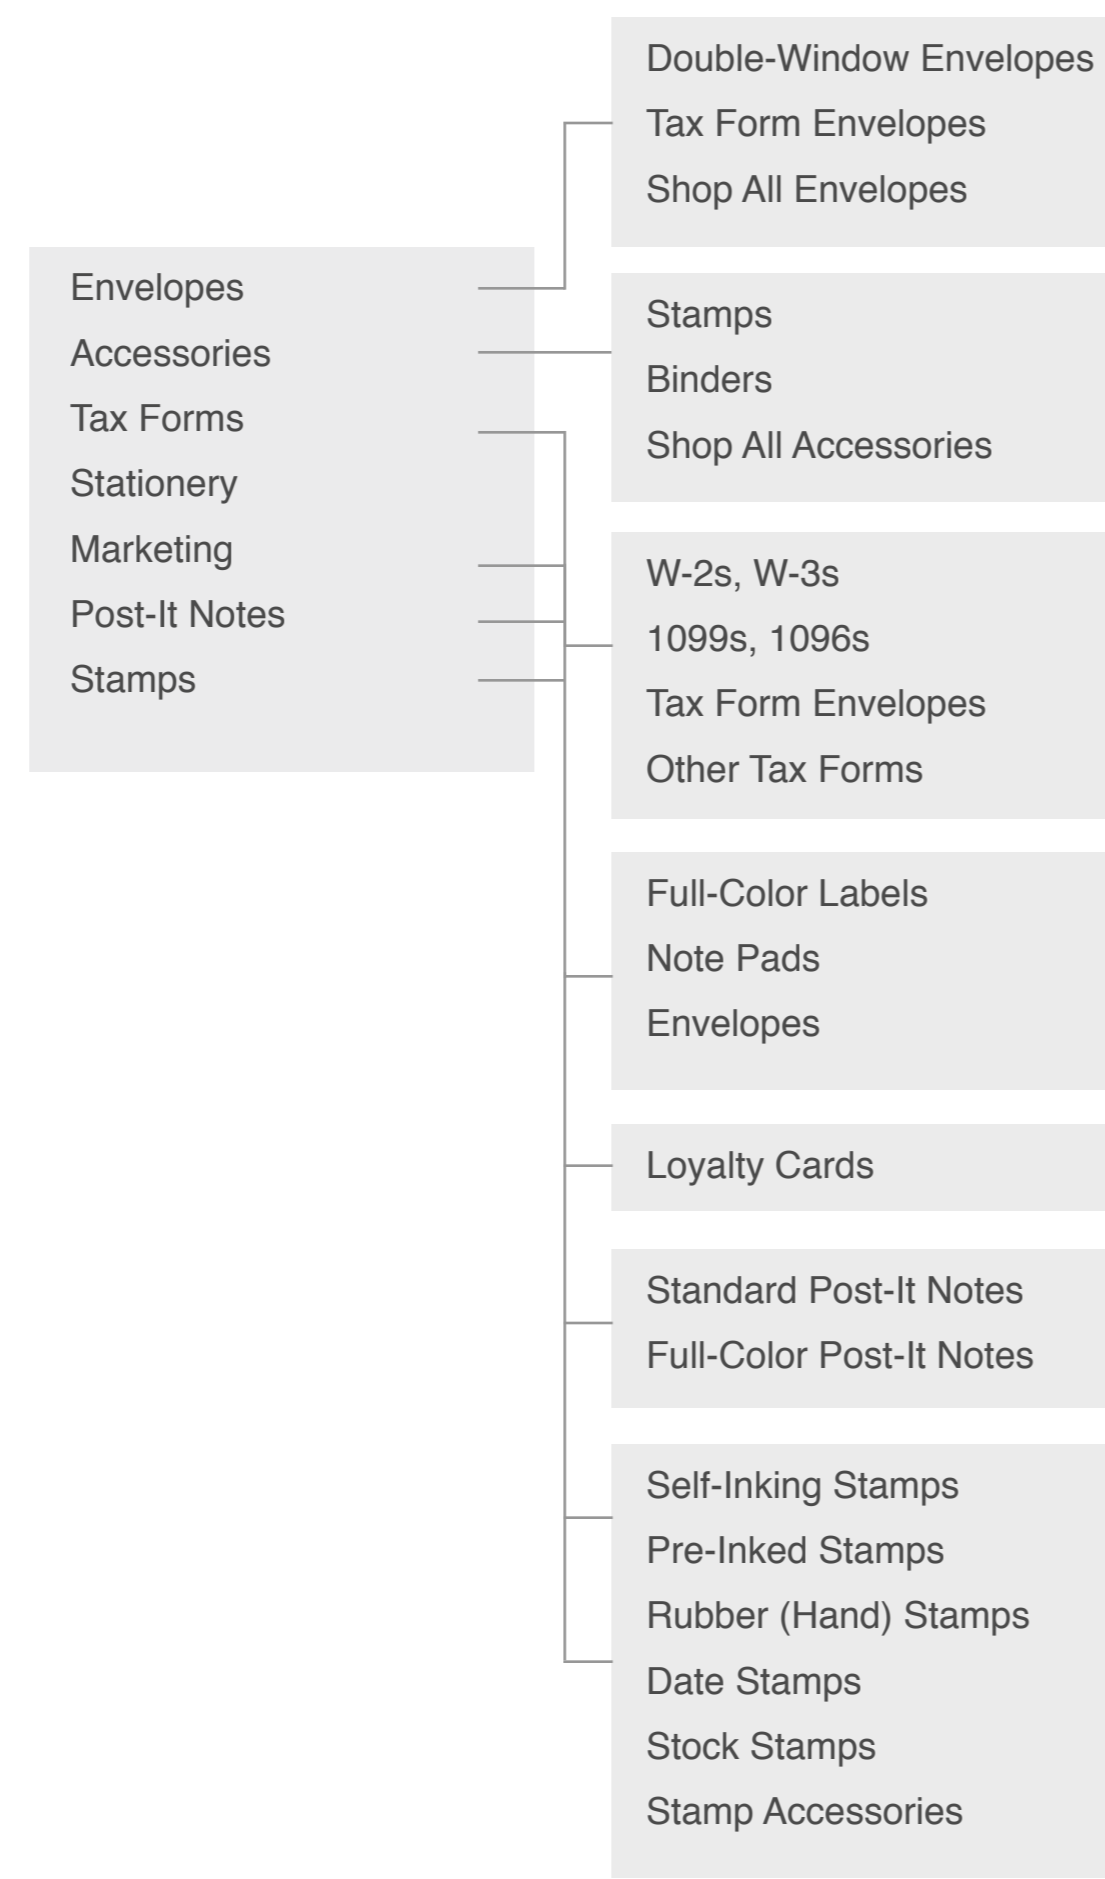 Envelopes
Accessories
Tax Forms
Stationery
Marketing
Post-It Notes
Stamps
Double-Window Envelopes
Tax Form Envelopes
Shop All Envelopes
Stamps
Binders
Shop All Accessories
W-2s, W-3s
1099s, 1096s
Tax Form Envelopes
Other Tax Forms
Full-Color Labels
Note Pads
Envelopes
Loyalty Cards
Standard Post-It Notes
Full-Color Post-It Notes
Self-Inking Stamps
Pre-Inked Stamps
Rubber (Hand) Stamps
Date Stamps
Stock Stamps
Stamp Accessories